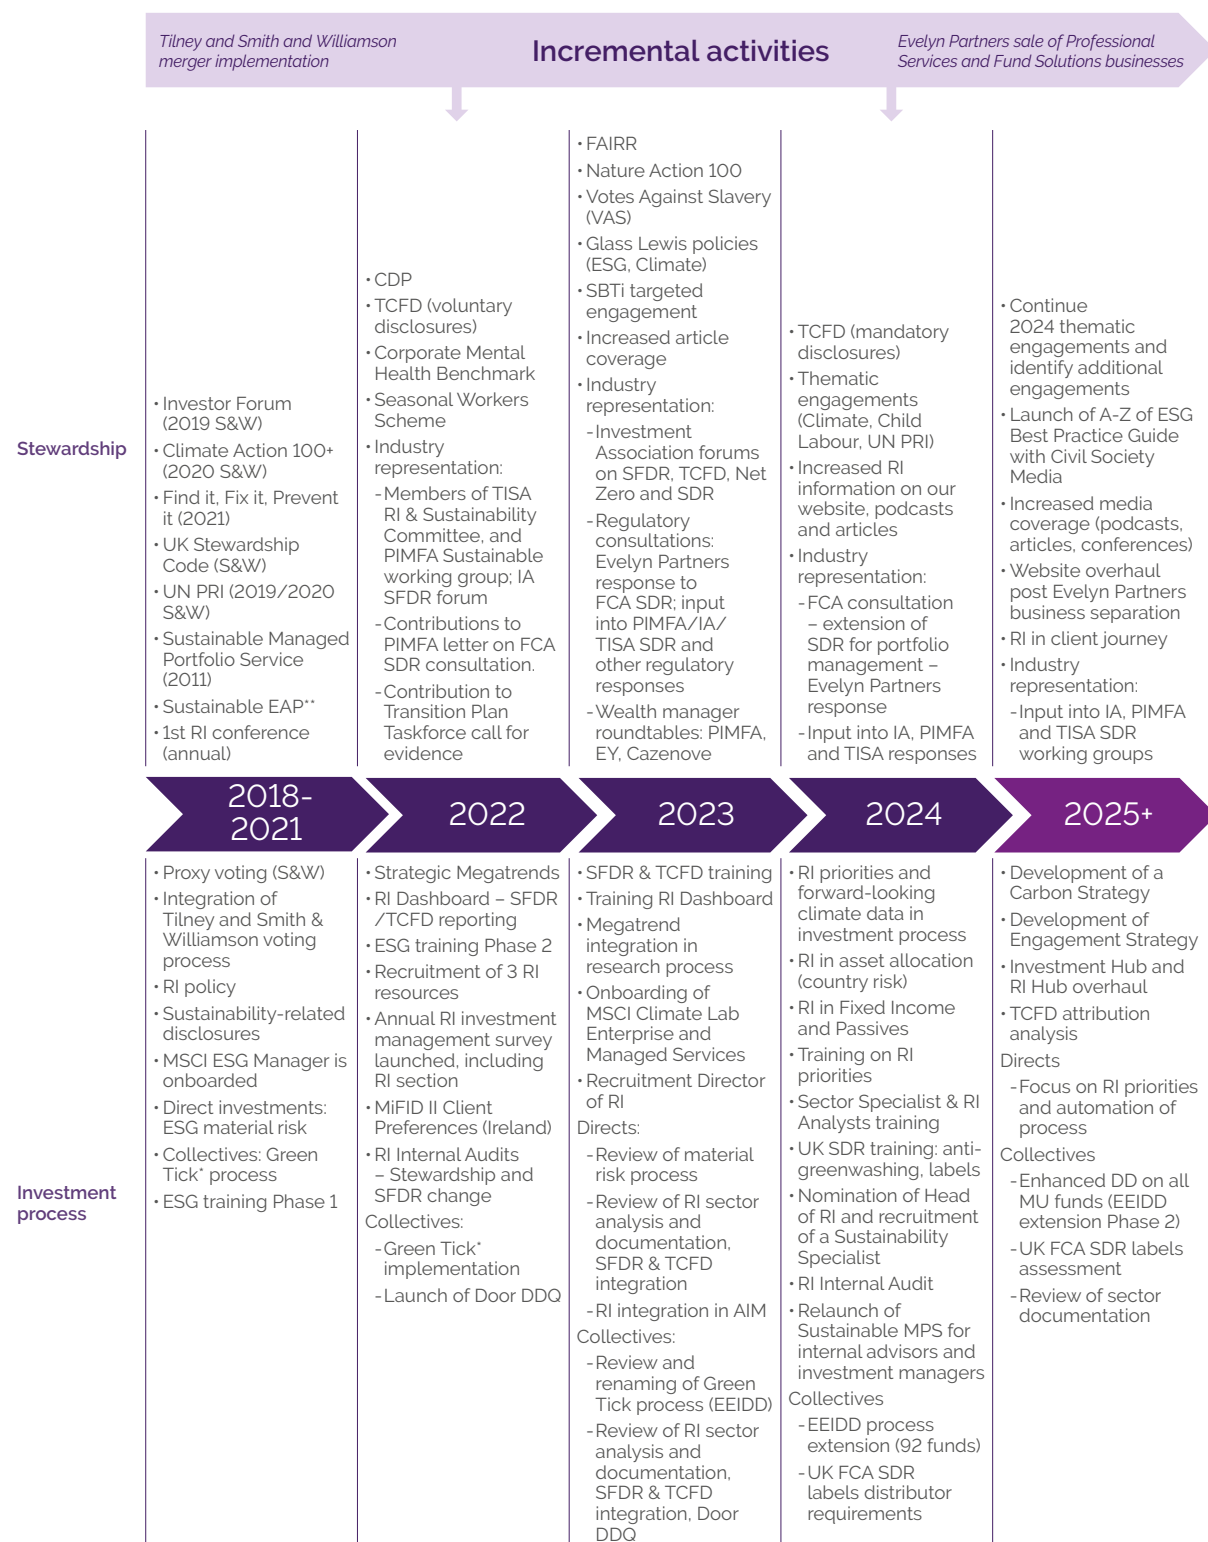 Tilney and Smith and Williamson
merger implementation
Incremental activities
Evelyn Partners sale of Professional
Services and Fund Solutions businesses
Stewardship
• Investor Forum
(2019 S&W)
• Climate Action 100+
(2020 S&W)
• Find it, Fix it, Prevent
it (2021)
• UK Stewardship
Code (S&W)
• UN PRI (2019/2020
S&W)
• Sustainable Managed
Portfolio Service
(2011)
• Sustainable EAP**
• 1st RI conference
(annual)
• CDP
• TCFD (voluntary
disclosures)
• Corporate Mental
Health Benchmark
• Seasonal Workers
Scheme
• Industry
representation:
- Members of TISA
RI & Sustainability
Committee, and
PIMFA Sustainable
working group; IA
SFDR forum
- Contributions to
PIMFA letter on FCA
SDR consultation.
- Contribution to
Transition Plan
Taskforce call for
evidence
• FAIRR
• Nature Action 100
• Votes Against Slavery
(VAS)
• Glass Lewis policies
(ESG, Climate)
• SBTi targeted
engagement
• Increased article
coverage
• Industry
representation:
- Investment
Association forums
on SFDR, TCFD, Net
Zero and SDR
- Regulatory
consultations:
Evelyn Partners
response to
FCA SDR; input
into PIMFA/IA/
TISA SDR and
other regulatory
responses
- Wealth manager
roundtables: PIMFA,
EY, Cazenove
• TCFD (mandatory
disclosures)
• Thematic
engagements
(Climate, Child
Labour, UN PRI)
• Increased RI
information on our
website, podcasts
and articles
• Industry
representation:
- FCA consultation
– extension of
SDR for portfolio
management –
Evelyn Partners
response
- Input into IA, PIMFA
and TISA responses
• Continue
2024 thematic
engagements and
identify additional
engagements
• Launch of A-Z of ESG
Best Practice Guide
with Civil Society
Media
• Increased media
coverage (podcasts,
articles, conferences)
• Website overhaul
post Evelyn Partners
business separation
• RI in client journey
• Industry
representation:
- Input into IA, PIMFA
and TISA SDR
working groups
2018-
2021
2022
2023
2024
2025+
Investment
process
• Proxy voting (S&W)
• Integration of
Tilney and Smith &
Williamson voting
process
• RI policy
• Sustainability-related
disclosures
• MSCI ESG Manager is
onboarded
• Direct investments:
ESG material risk
• Collectives: Green
Tick* process
• ESG training Phase 1
• Strategic Megatrends
• RI Dashboard – SFDR
/TCFD reporting
• ESG training Phase 2
• Recruitment of 3 RI
resources
• Annual RI investment
management survey
launched, including
RI section
• MiFID II Client
Preferences (Ireland)
• RI Internal Audits
– Stewardship and
SFDR change
Collectives:
- Green Tick*
implementation
- Launch of Door DDQ
• SFDR & TCFD training
• Training RI Dashboard
• Megatrend
integration in
research process
• Onboarding of
MSCI Climate Lab
Enterprise and
Managed Services
• Recruitment Director
of RI
Directs:
- Review of material
risk process
- Review of RI sector
analysis and
documentation,
SFDR & TCFD
integration
- RI integration in AIM
Collectives:
- Review and
renaming of Green
Tick process (EEIDD)
- Review of RI sector
analysis and
documentation,
SFDR & TCFD
integration, Door
DDQ
• RI priorities and
forward-looking
climate data in
investment process
• RI in asset allocation
(country risk)
• RI in Fixed Income
and Passives
• Training on RI
priorities
• Sector Specialist & RI
Analysts training
• UK SDR training: anti-
greenwashing, labels
• Nomination of Head
of RI and recruitment
of a Sustainability
Specialist
• RI Internal Audit
• Relaunch of
Sustainable MPS for
internal advisors and
investment managers
Collectives
- EEIDD process
extension (92 funds)
- UK FCA SDR
labels distributor
requirements
• Development of a
Carbon Strategy
• Development of
Engagement Strategy
• Investment Hub and
RI Hub overhaul
• TCFD attribution
analysis
Directs
- Focus on RI priorities
and automation of
process
Collectives
- Enhanced DD on all
MU funds (EEIDD
extension Phase 2)
- UK FCA SDR labels
assessment
- Review of sector
documentation